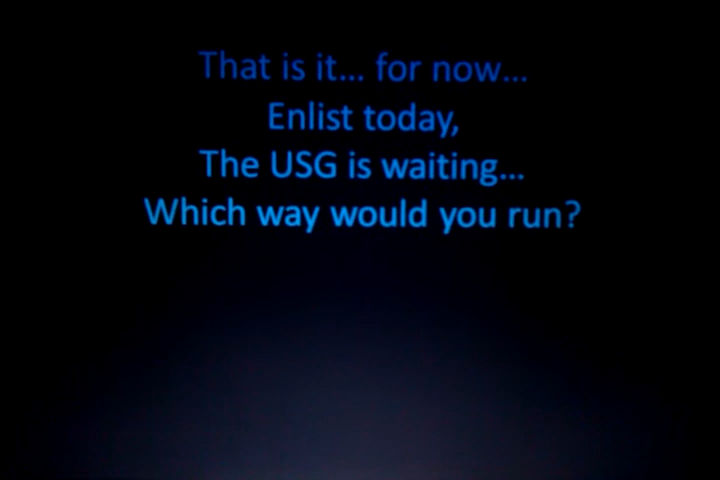 That is it... for now...
Enlist today,
The USG is waiting...
Which way would you run?